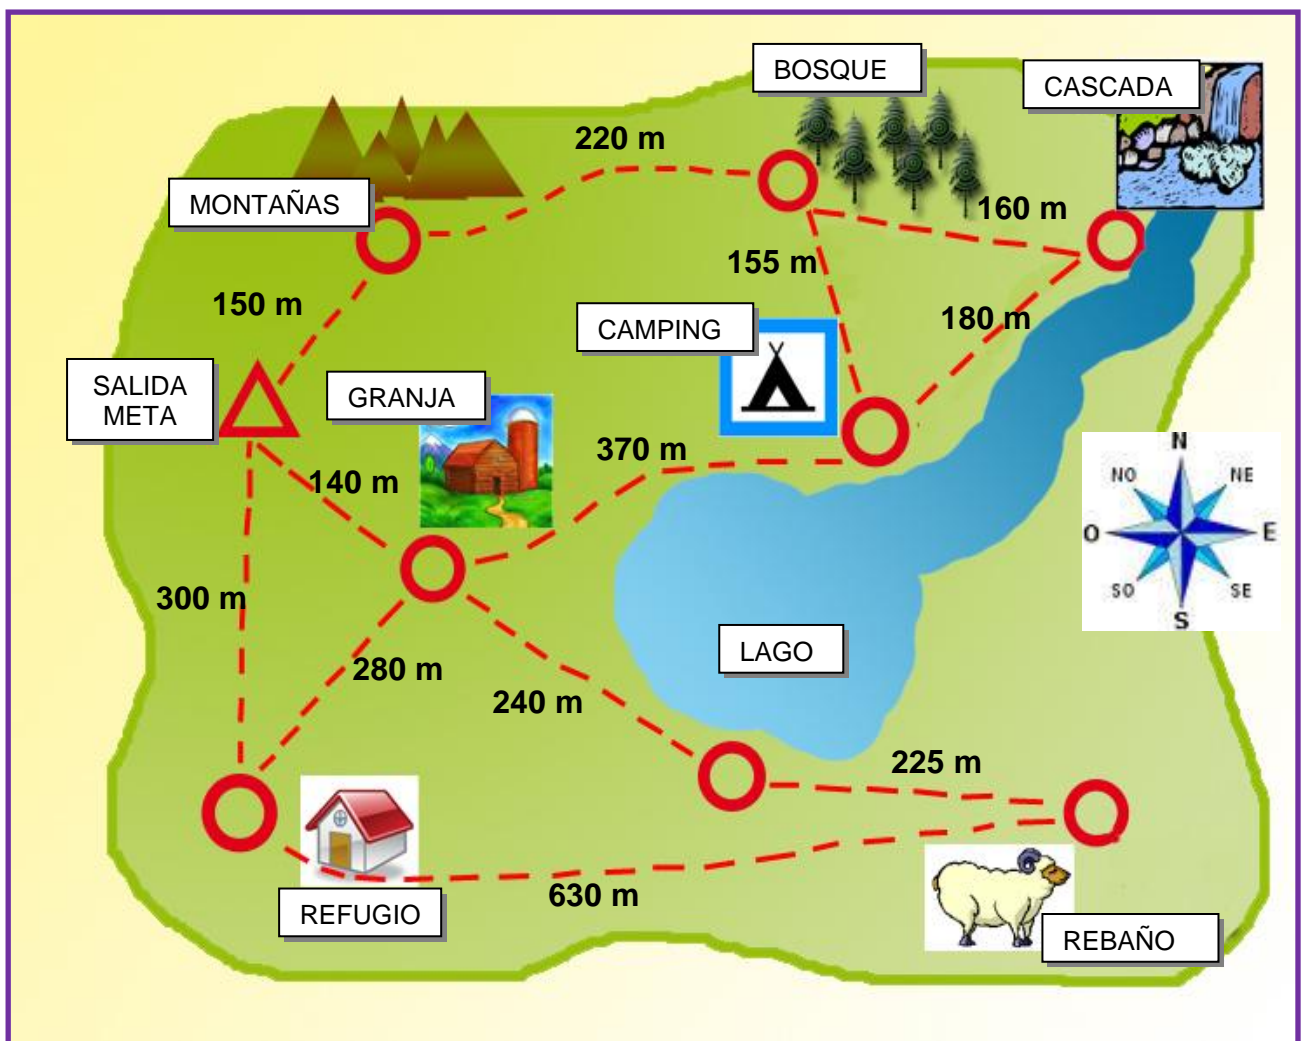 BOSQUE
CASCADA
220 m
MONTAÑAS
160 m
155 m
150 m
180 m
CAMPING
SALIDA
META
GRANJA
370 m
140 m
N
NO
NE
O
E
SO
SE
S
300 m
LAGO
280 m
240 m
225 m
630 m
REFUGIO
REBAÑO